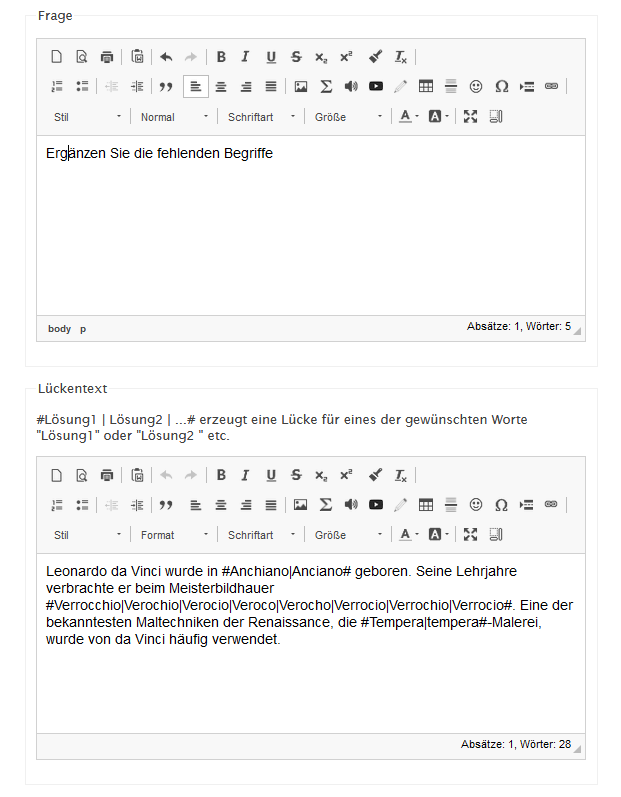 Frage
Stil Normal Schriftart Größe A A
Ergänzen Sie die fehlenden Begriffe
body p Absätze: 1, Wörter: 5
Lückentext
#Lösung1 | Lösung2 | ...# erzeugt eine Lücke für eines der gewünschten Worte
"Lösung1" oder "Lösung2 " etc.
Stil Format Schriftart Größe A A
Leonardo da Vinci wurde in #Anchiano|Anciano# geboren. Seine Lehrjahre
verbrachte er beim Meisterbildhauer
#Verrocchio|Verochio|Verocio|Veroco|Verocho|Verrocio|Verrochio|Verrocio#. Eine der
bekanntesten Maltechniken der Renaissance, die #Tempera|tempera#-Malerei,
wurde von da Vinci häufig verwendet.
Absätze: 1, Wörter: 28